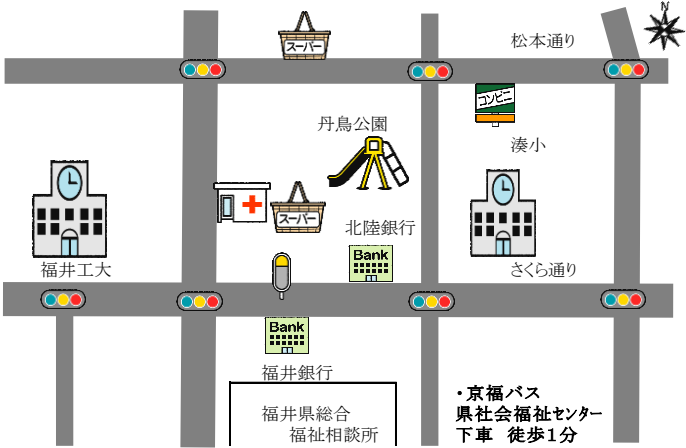 N
スーパー
松本通り
コンビニ
丹鳥公園
湊小
スーパー
北陸銀行
Bank
福井工大
さくら通り
Bank
福井銀行
福井県総合
福祉相談所
・京福バス
県社会福祉センター
下車 徒歩1分